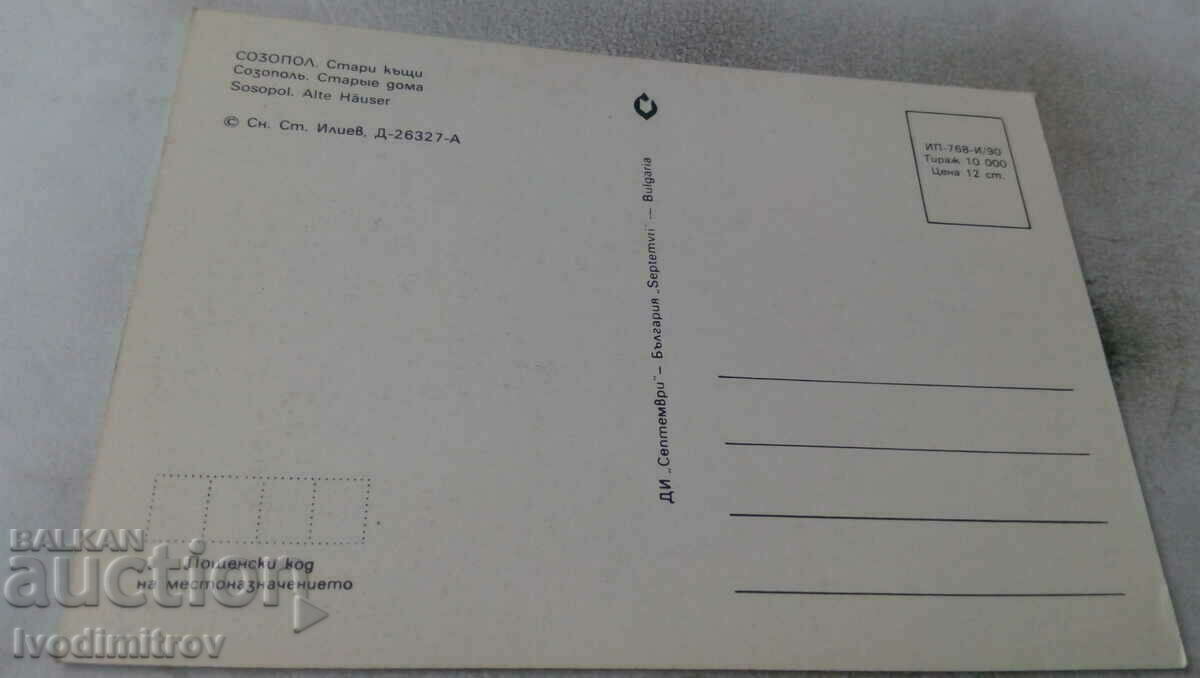 СОЗОПОЛ. Стари къщи
Созополь. Старые дома
Sosopol. Alte Häuser
© Сн. Ст. Илиев, Д-26327-А
ДИ „Септември" – България „Septemvri" — Bulgaria
ИП-768-И/90
Тираж 10 000
Цена 12 ст.
Пощенски код
на местоназначението
BALKAN
auction
Ivodimitrov